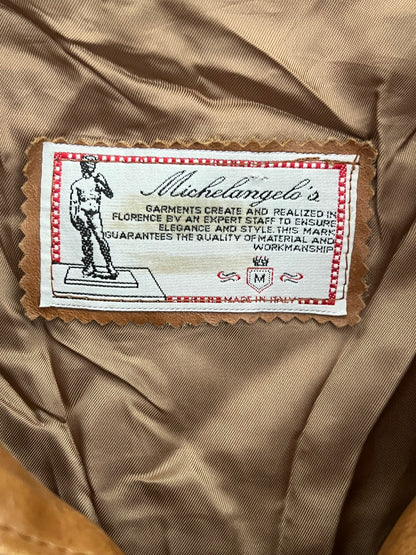 Michelangelo's
GARMENTS CREATE AND REALIZED IN
FLORENCE BY AN EXPERT STAFF TO ENSURE
ELEGANCE AND STYLE. THIS MARK
GUARANTEES THE QUALITY OF MATERIAL AND
WORKMANSHIP.
M
MADE IN ITALY